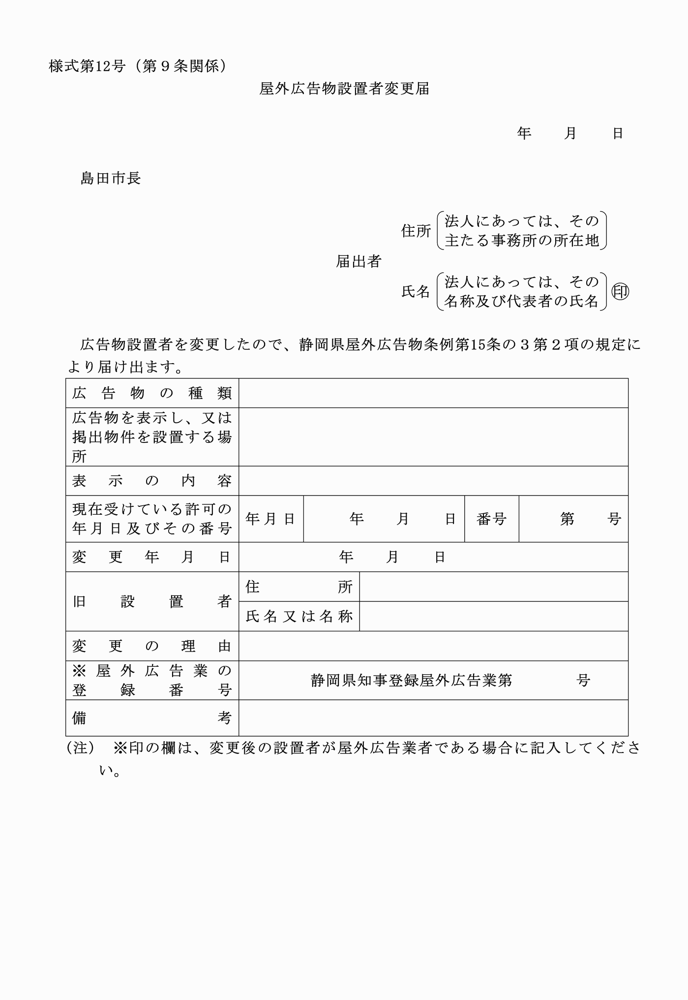 様式第12号（第９条関係）
屋外広告物設置者変更届
年　　月　　日
島田市長
住所
法人にあっては、その
主たる事務所の所在地
届出者
氏名
法人にあっては、その
名称及び代表者の氏名
㊞
広告物設置者を変更したので、静岡県屋外広告物条例第15条の３第２項の規定に
より届け出ます。
広告物の種類
広告物を表示し、又は
掲出物件を設置する場
所
表示の内容
現在受けている許可の
年月日及びその番号
年月日
年　　月　　日
番号
第　　号
変更年月日
年　　月　　日
旧設置者
住所
氏名又は名称
変更の理由
※屋外広告業の
登録番号
静岡県知事登録屋外広告業第　　　　号
備考
（注）　※印の欄は、変更後の設置者が屋外広告業者である場合に記入してくださ
い。